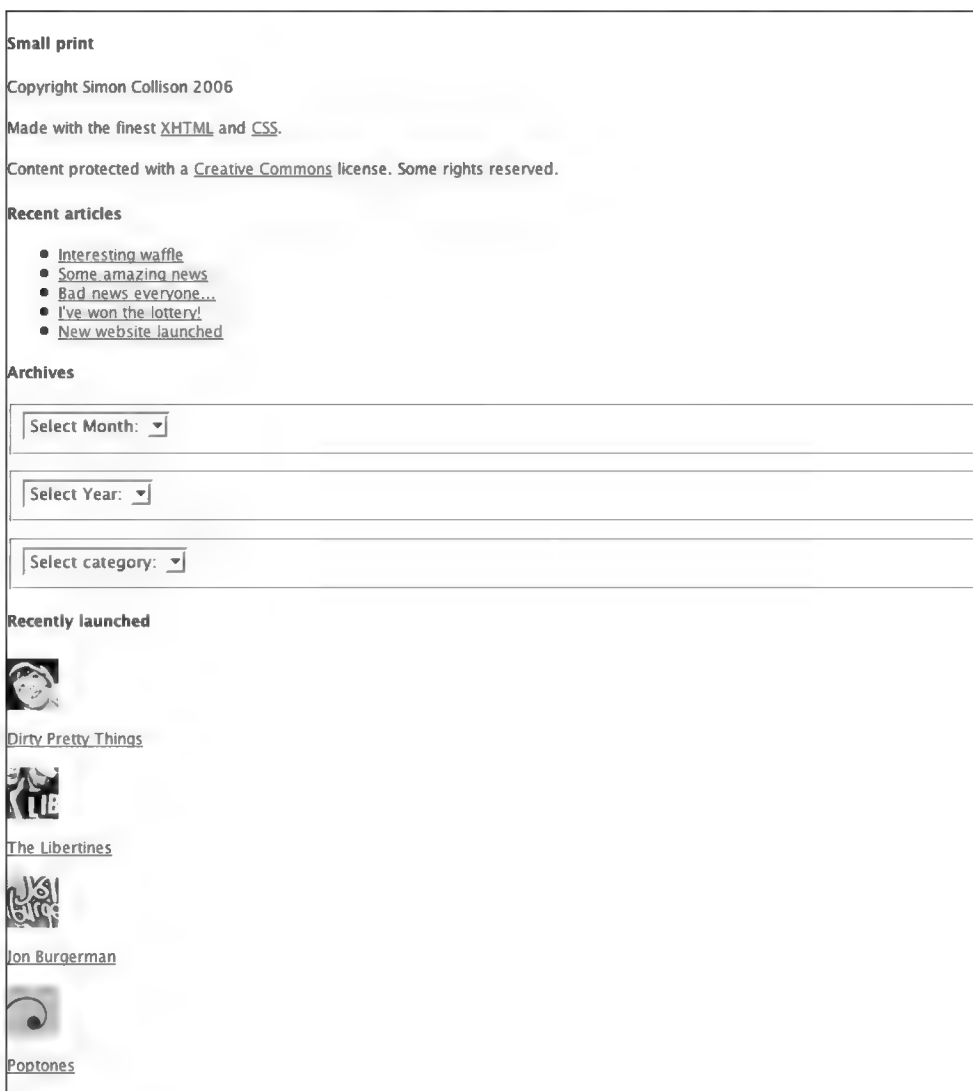 Small print
Copyright Simon Collison 2006
Made with the finest XHTML and CSS.
Content protected with a Creative Commons license. Some rights reserved.
Recent articles
Interesting waffle
Some amazing news
Bad news everyone...
I've won the lottery!
New website launched
Archives
Select Month:
Select Year:
Select category:
Recently launched
Dirty Pretty Things
LIB
The Libertines
Jon Burgerman
Poptones